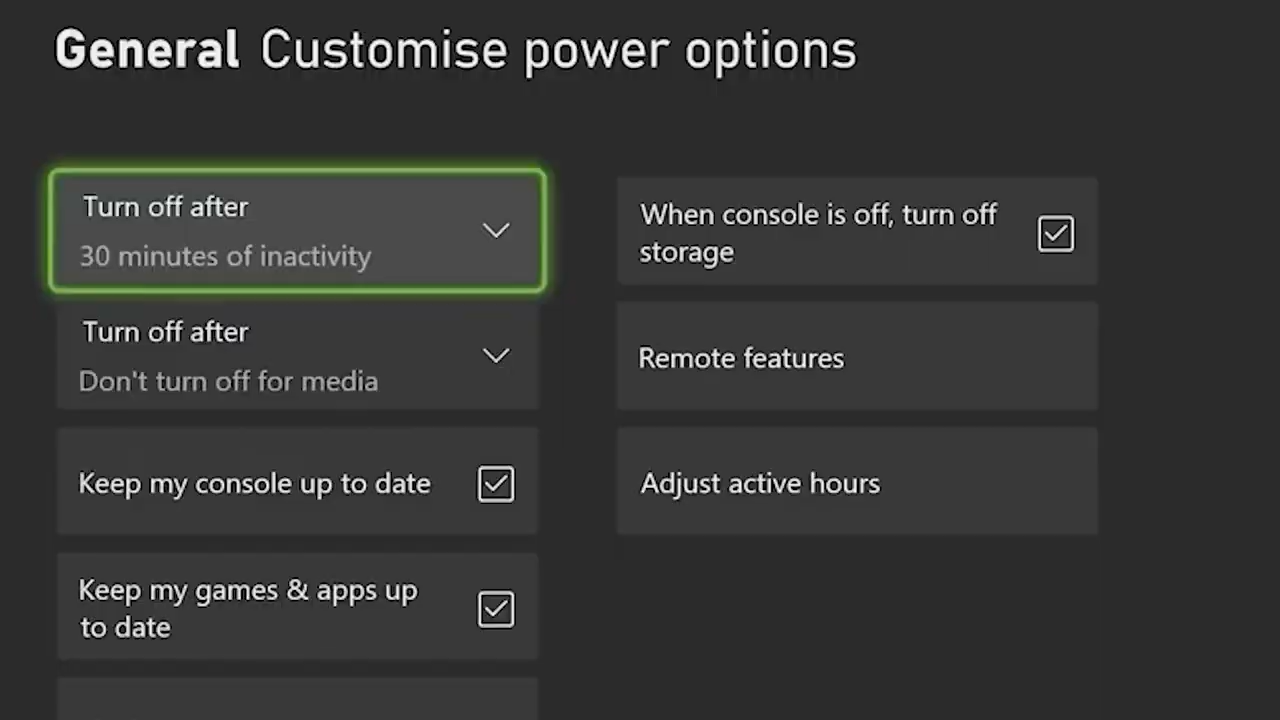 General Customise power options
Turn off after
30 minutes of inactivity
Turn off after
Don't turn off for media
Keep my console up to date
Keep my games & apps up
to date
When console is off, turn off
storage
Remote features
Adjust active hours